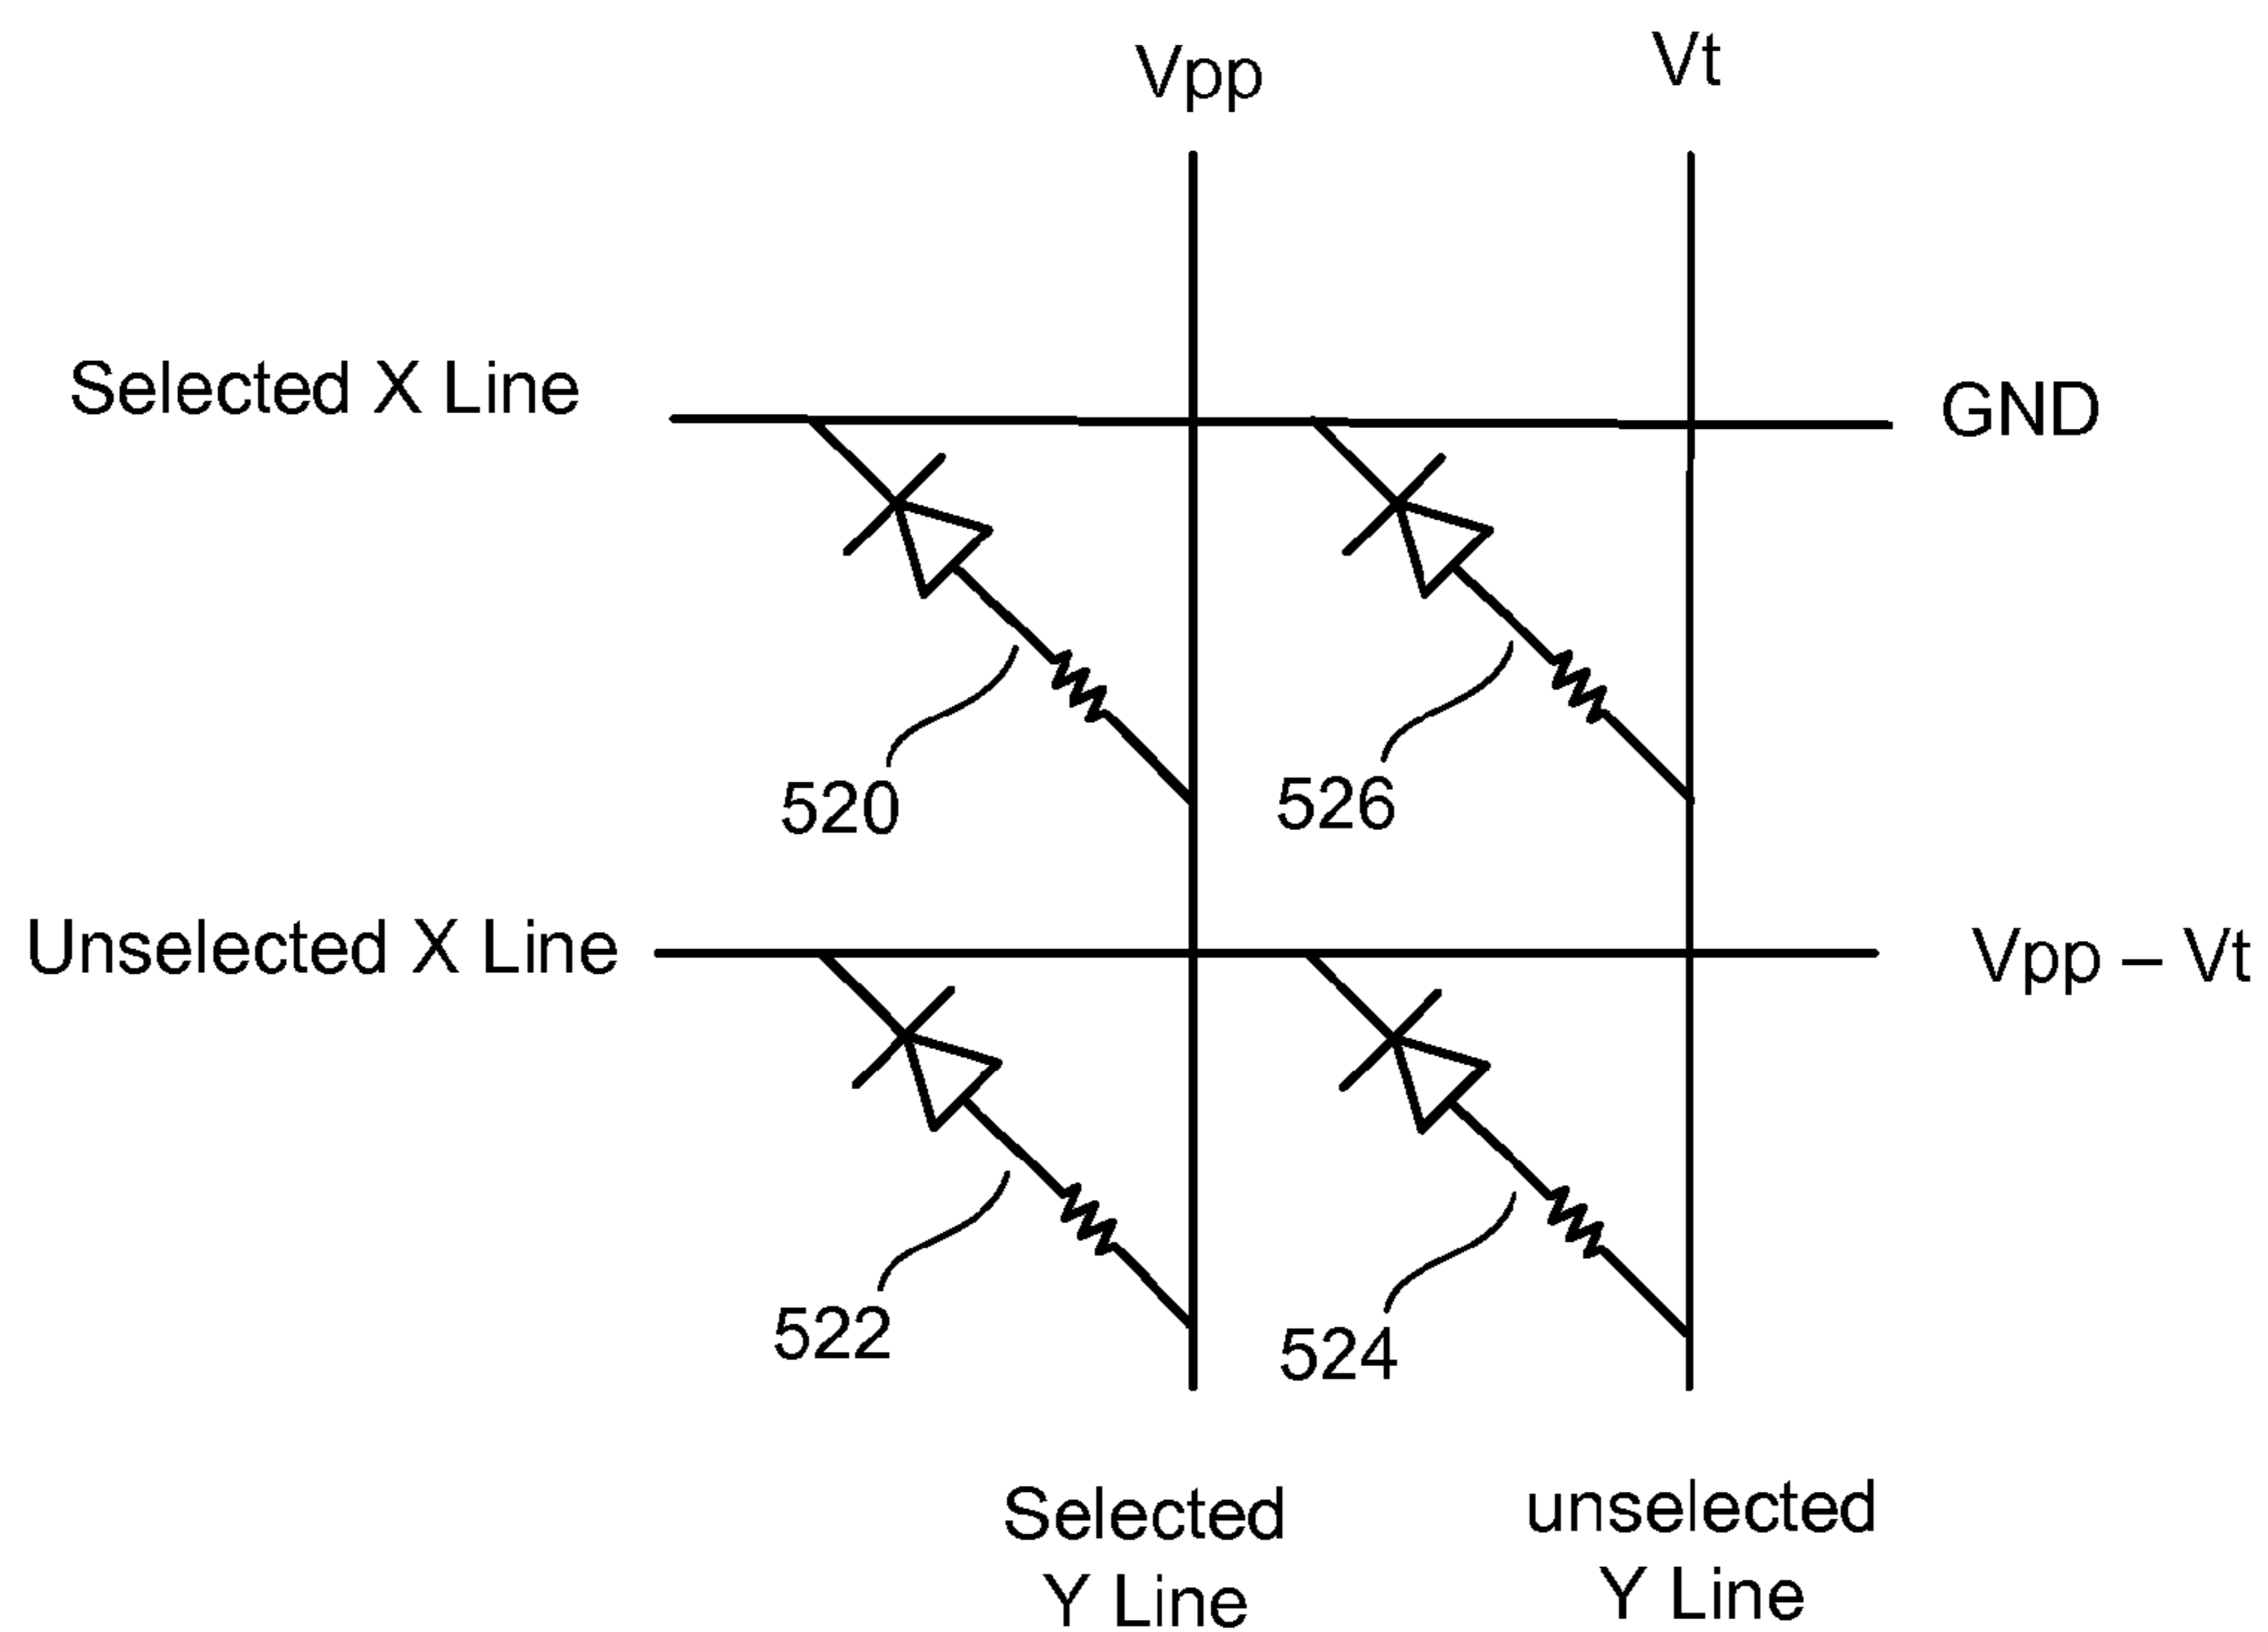 Vpp
Vt
Selected X Line
GND
520
526
Unselected X Line
Vpp – Vt
522
524
Selected
Y Line
unselected
Y Line